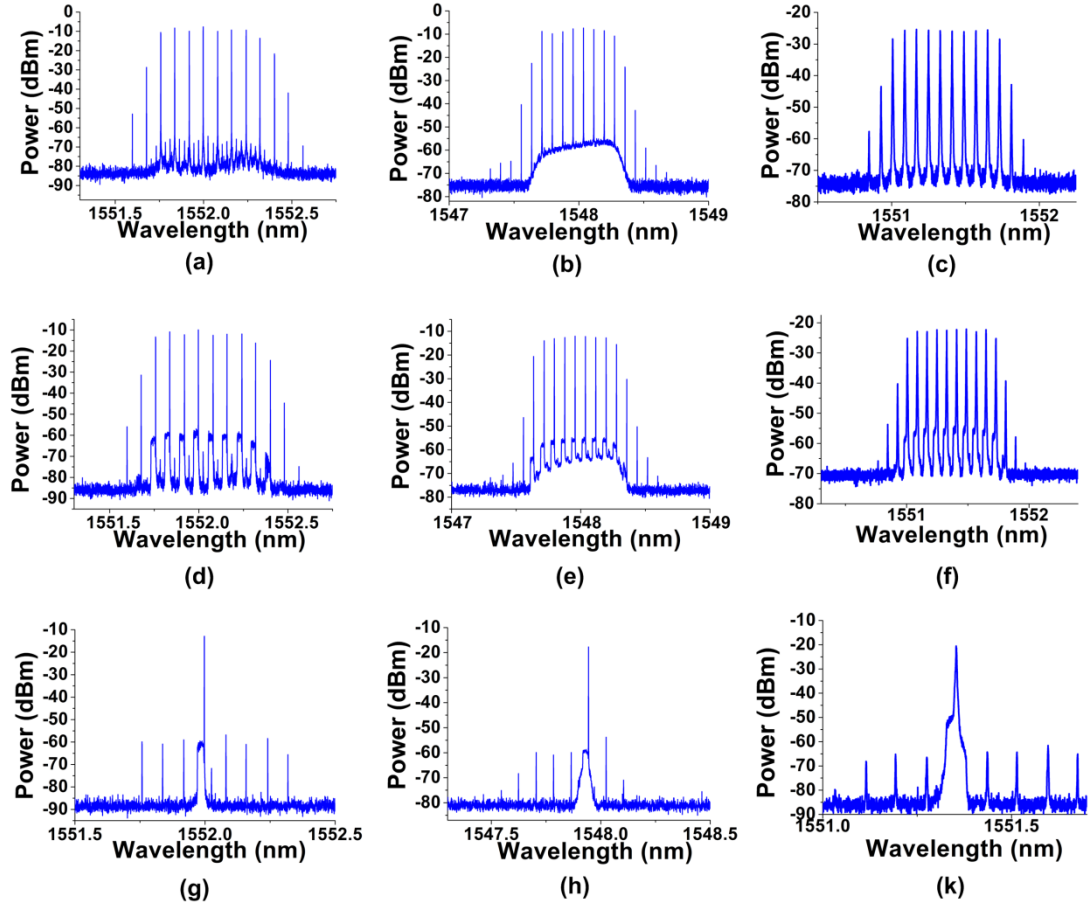 0
-10
-20
-30
-40
-50
-60
-70
-80
-90
Power (dBm)
1551.5 1552.0 1552.5
Wavelength (nm)
(a)
0
-10
-20
-30
-40
-50
-60
-70
-80
Power (dBm)
1547 1548 1549
Wavelength (nm)
(b)
-20
-30
-40
-50
-60
-70
-80
Power (dBm)
1551 1552
Wavelength (nm)
(c)
-10
-20
-30
-40
-50
-60
-70
-80
-90
Power (dBm)
1551.5 1552.0 1552.5
Wavelength (nm)
(d)
-10
-20
-30
-40
-50
-60
-70
-80
Power (dBm)
1547 1548 1549
Wavelength (nm)
(e)
-20
-30
-40
-50
-60
-70
-80
Power (dBm)
1551 1552
Wavelength (nm)
(f)
-10
-20
-30
-40
-50
-60
-70
-80
-90
Power (dBm)
1551.5 1552.0 1552.5
Wavelength (nm)
(g)
-10
-20
-30
-40
-50
-60
-70
-80
Power (dBm)
1547.5 1548.0 1548.5
Wavelength (nm)
(h)
-10
-20
-30
-40
-50
-60
-70
-80
-90
Power (dBm)
1551.0 1551.5
Wavelength (nm)
(k)